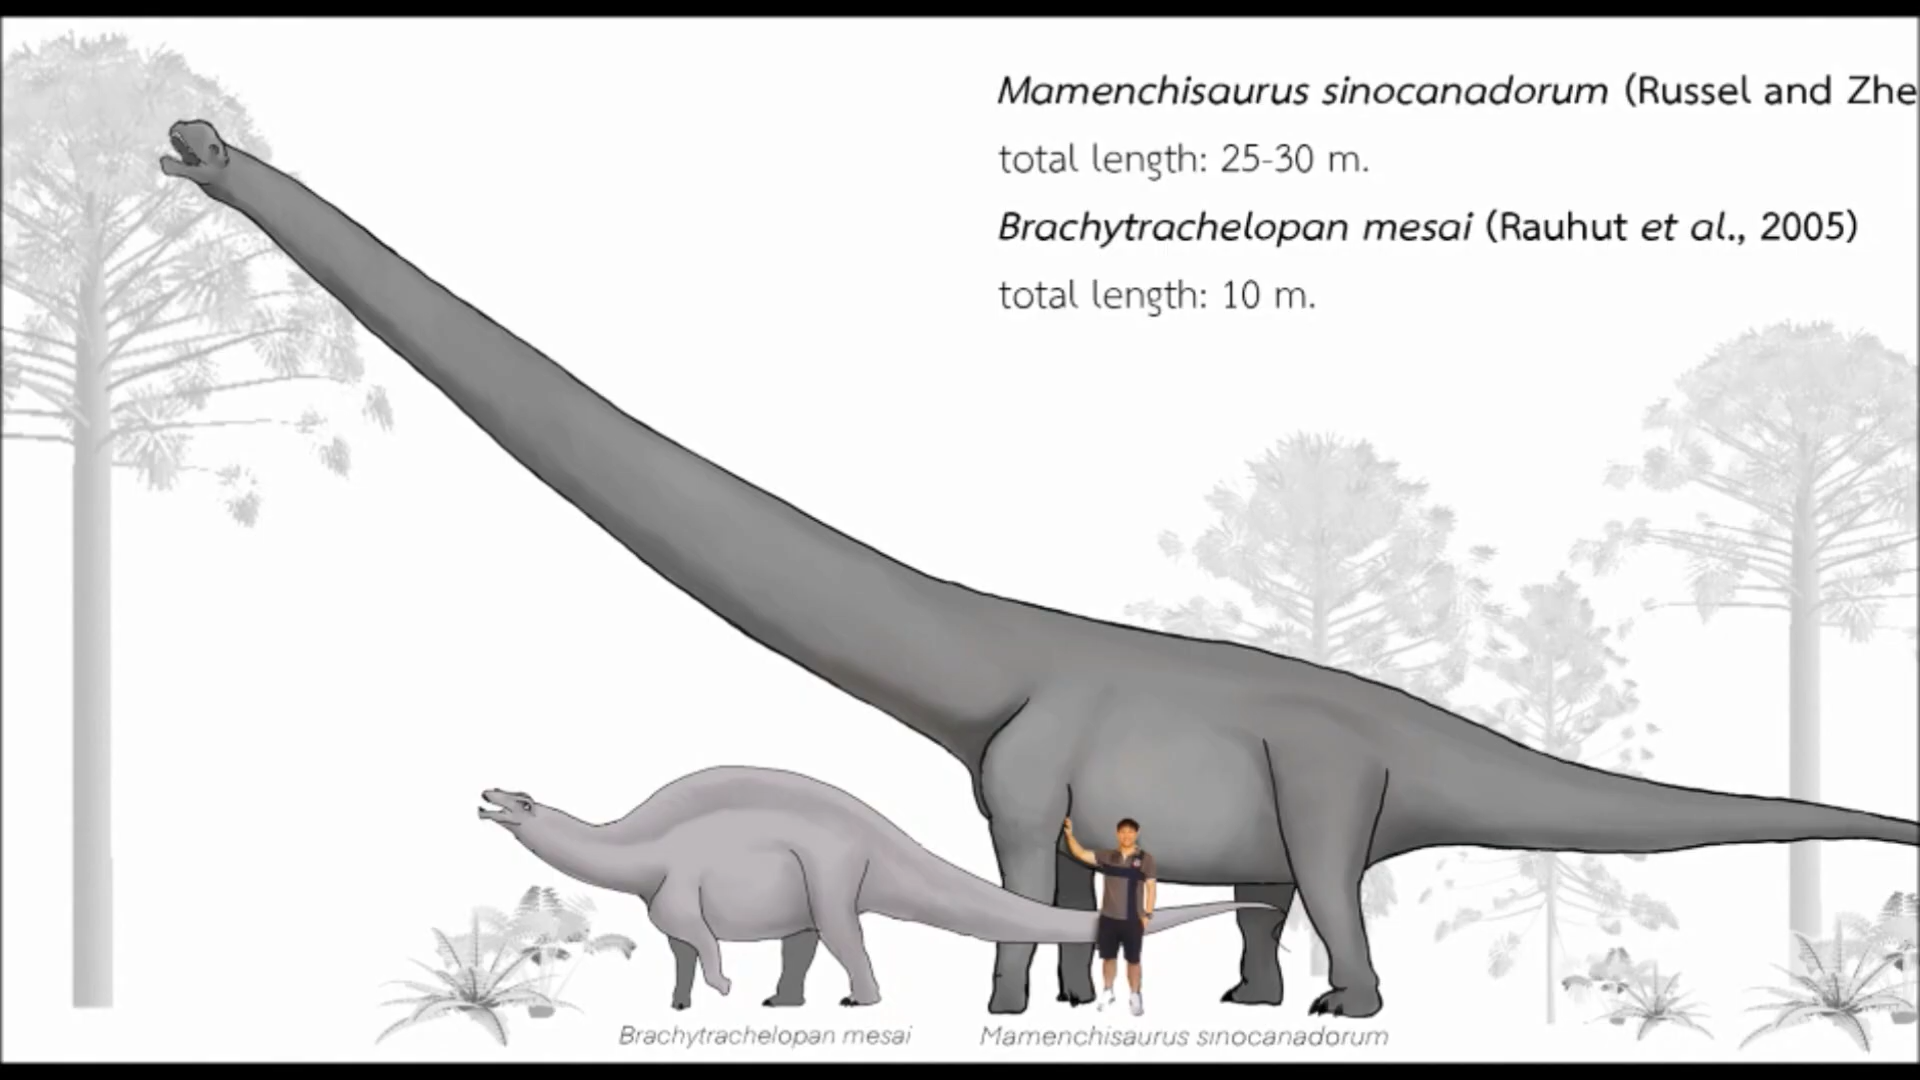 Mamenchisaurus sinocanadorum (Russel and Zhe
total length: 25-30 m.
Brachytrachelopan mesai (Rauhut et al., 2005)
total length: 10 m.
Brachytrachelopan mesai
Mamenchisaurus sinocanadorum